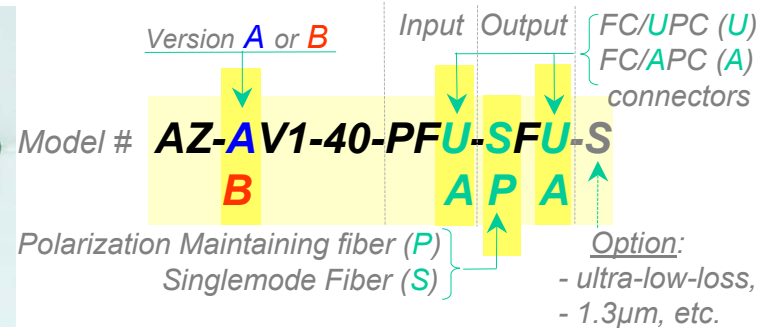 Version A or B
Input Output
FC/UPC (U)
FC/APC (A)
connectors
Model # AZ-AV1-40-PFU-SFU-S
B A P A
Polarization Maintaining fiber (P)
Singlemode Fiber (S)
Option:
- ultra-low-loss,
- 1.3µm, etc.